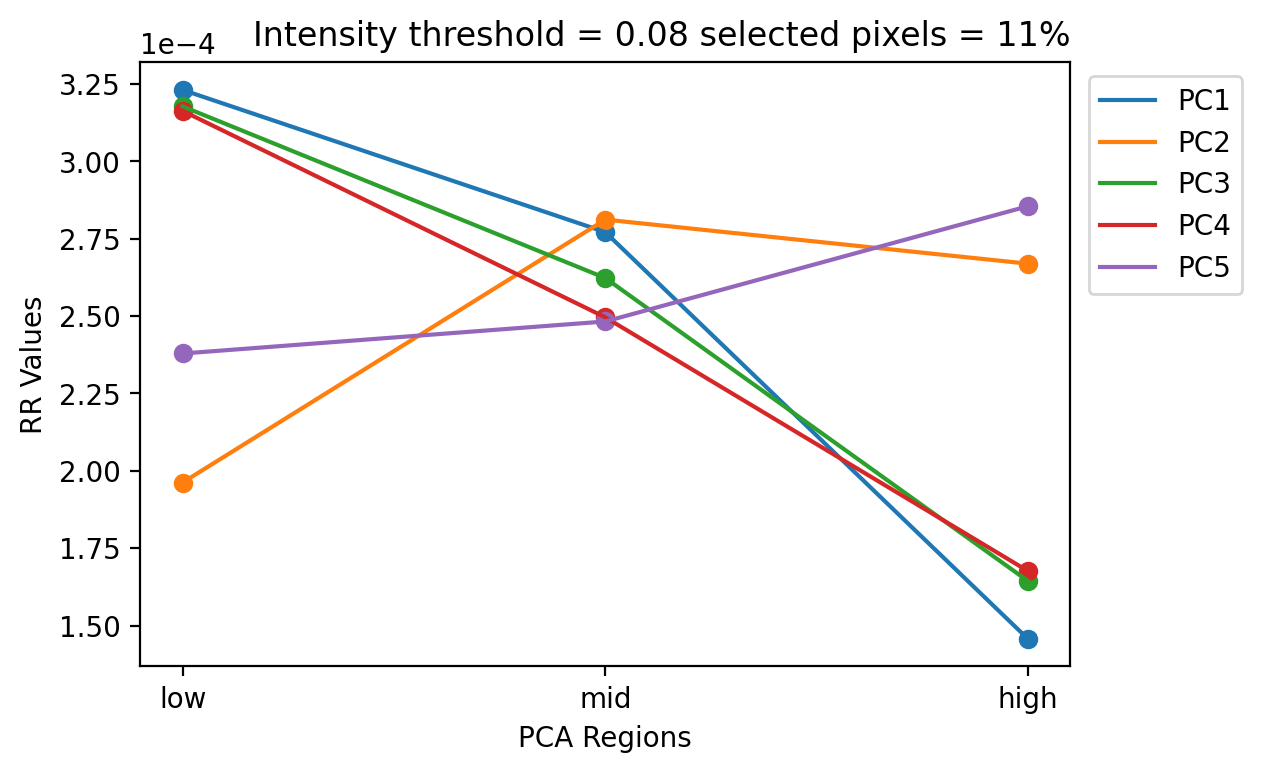 Intensity threshold = 0.08 selected pixels = 11%
1e−4
3.25
3.00
2.75
2.50
2.25
2.00
1.75
1.50
RR Values
low
mid
high
PCA Regions
PC1
PC2
PC3
PC4
PC5